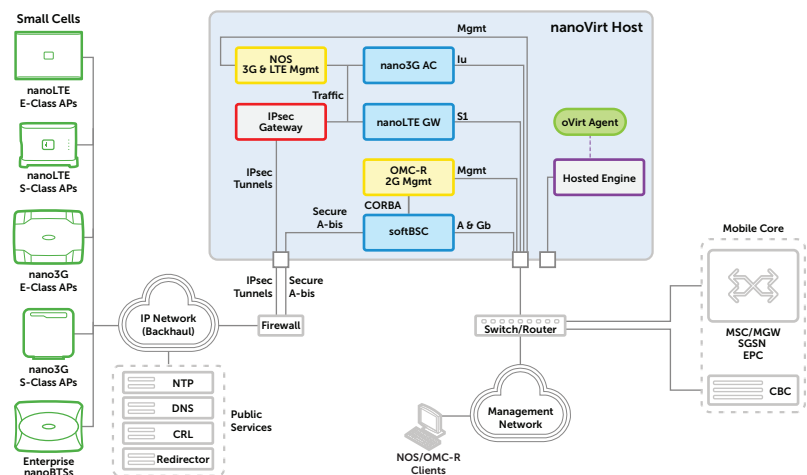 Small Cells
nanoLTE
E-Class APs
nanoLTE
S-Class APs
nano3G
E-Class APs
nano3G
S-Class APs
Enterprise
nanoBTSs
nanoVirt Host
Mgmt
NOS
3G & LTE Mgmt
nano3G AC
Iu
Traffic
IPsec
Gateway
nanoLTE GW
S1
oVirt Agent
IPsec
Tunnels
OMC-R
2G Mgmt
Mgmt
Hosted Engine
CORBA
Secure
A-bis
softBSC
A & Gb
IPsec
Tunnels
Secure
A-bis
IP Network
(Backhaul)
Firewall
Switch/Router
Mobile Core
MSC/MGW
SGSN
EPC
CBC
NTP
DNS
CRL
Redirector
Public
Services
Management
Network
NOS/OMC-R
Clients